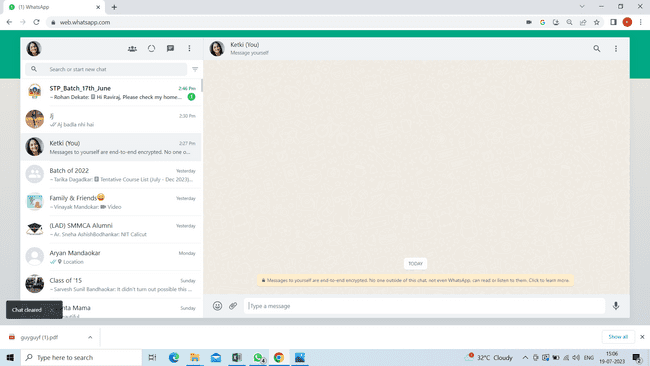 (1) WhatsApp
web.whatsapp.com
Ketki (You)
Message yourself
Search or start new chat
STP_Batch_17th_June
2:46 PM
~ Rohan Dekate: Hi Raviraj, Please check my home...
1
2:30 PM
Aj badla nhi hai
Ketki (You)
2:27 PM
Messages to yourself are end-to-end encrypted. No one o...
Batch of 2022
Yesterday
~ Tarika Dagadkar: Tentative Course List (July - Dec 2023)...
Family & Friends😄
Yesterday
~ Vinayak Mandokar: Video
(LAD) SMMCA Alumni
Yesterday
~ Ar. Sneha AshishBodhankar: NIT Calicut
Aryan Mandaokar
Monday
Location
Class of '15
Sunday
~ Sarvesh Sunil Bandhaokar: It didn't turn out possible this ...
Mama
Sunday
TODAY
Messages to yourself are end-to-end encrypted. No one outside of this chat, not even WhatsApp, can read or listen to them. Click to learn more.
Type a message
Chat cleared
guyguyf (1).pdf
Show all
Type here to search
32°C Cloudy
ENG
15:06
19-07-2023